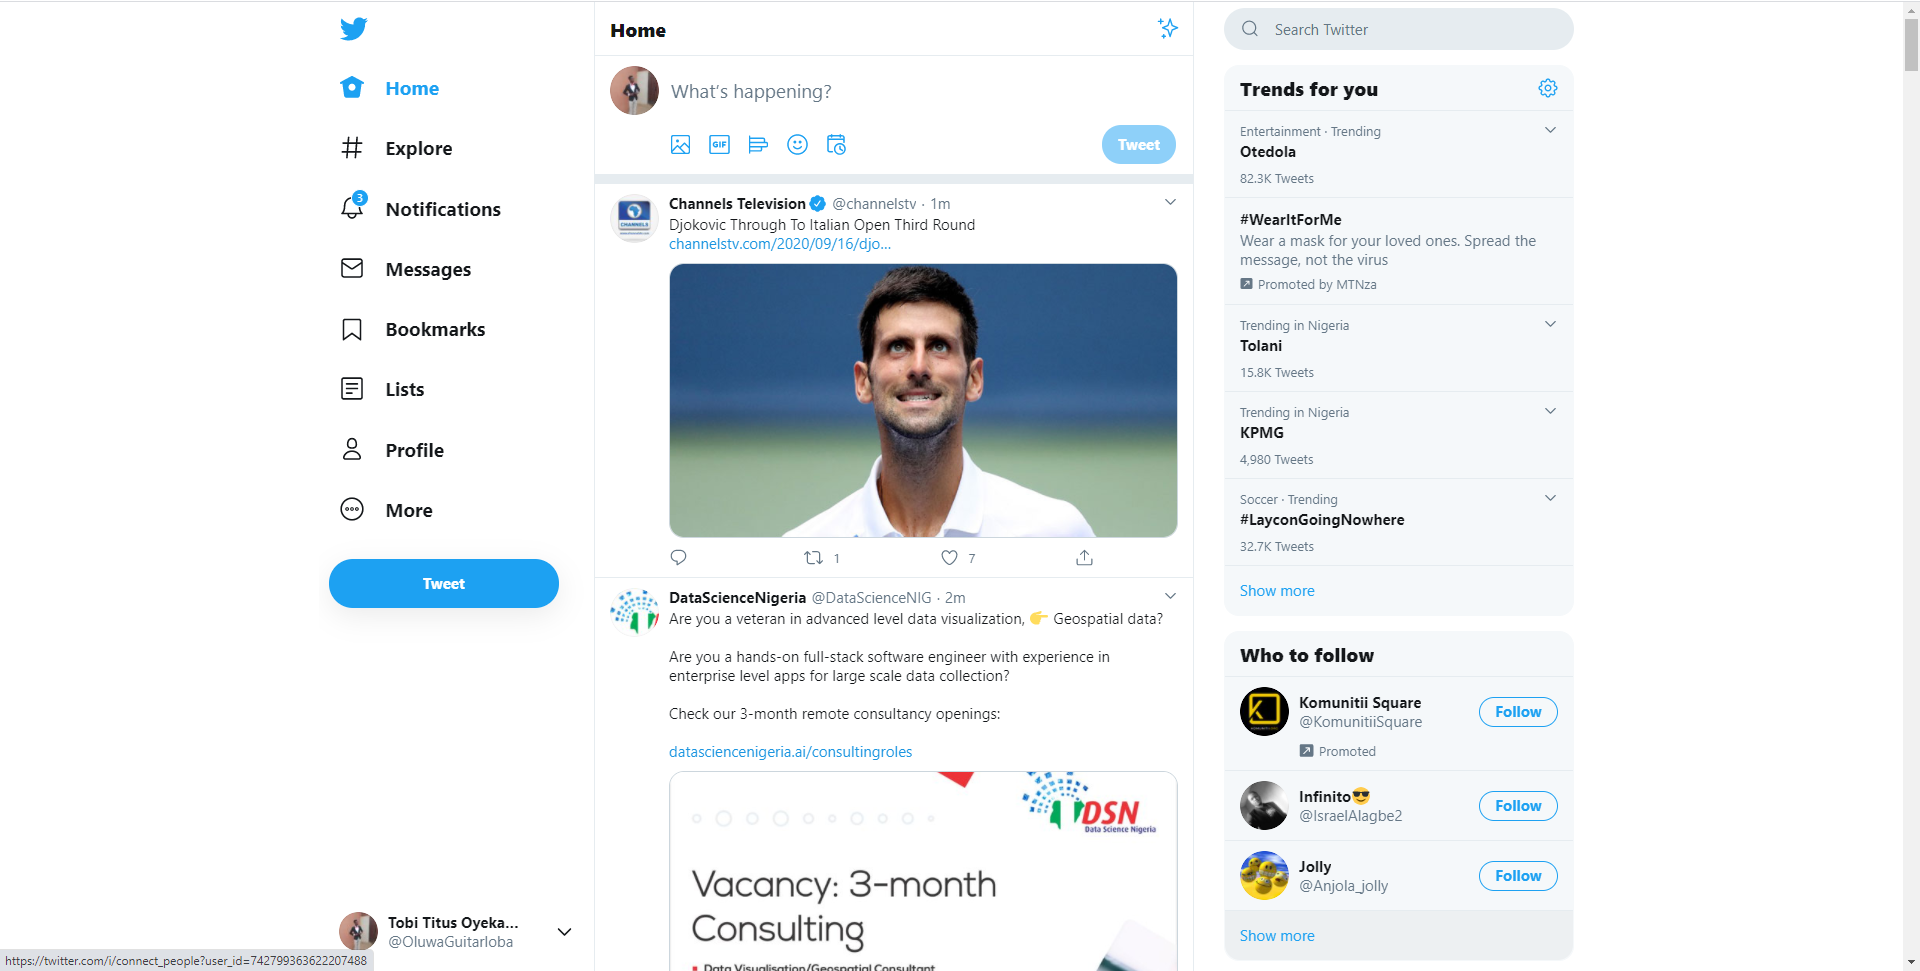 Home
Explore
3
Notifications
Messages
Bookmarks
Lists
Profile
More
Tweet
Tobi Titus Oyeka...
@OluwaGuitarloba
https://twitter.com/i/connect_people?user_id=742799363622207488
Home
What's happening?
GIF
Tweet
Channels Television @channelstv · 1m
Djokovic Through To Italian Open Third Round
channelstv.com/2020/09/16/djo...
CHANNELS
1
7
DataScienceNigeria @DataScienceNIG · 2m
Are you a veteran in advanced level data visualization, 👉 Geospatial data?
Are you a hands-on full-stack software engineer with experience in
enterprise level apps for large scale data collection?
Check our 3-month remote consultancy openings:
datasciencenigeria.ai/consultingroles
DSN
Data Science Nigeria
Vacancy: 3-month
Consulting
Data Visualisation/Geospatial Consultant
Search Twitter
Trends for you
Entertainment · Trending
Otedola
82.3K Tweets
#WearItForMe
Wear a mask for your loved ones. Spread the
message, not the virus
Promoted by MTNza
Trending in Nigeria
Tolani
15.8K Tweets
Trending in Nigeria
KPMG
4,980 Tweets
Soccer · Trending
#LayconGoingNowhere
32.7K Tweets
Show more
Who to follow
Komunitii Square
@KomunitiiSquare
Follow
Promoted
Infinito😎
@IsraelAlagbe2
Follow
Jolly
@Anjola_jolly
Follow
Show more